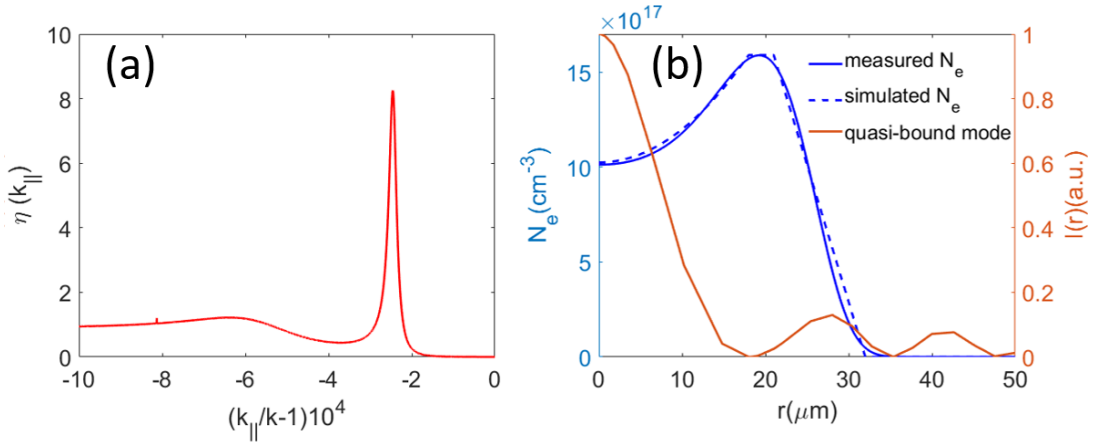 (a)
10
8
6
4
2
0
η (k||)
-10 -8 -6 -4 -2 0
(k||/k-1)10^4
(b)
×10^17
15
10
5
0
Ne(cm^-3)
measured Ne
simulated Ne
quasi-bound mode
1
0.8
0.6
0.4
0.2
0
I(r)(a.u.)
0 10 20 30 40 50
r(μm)